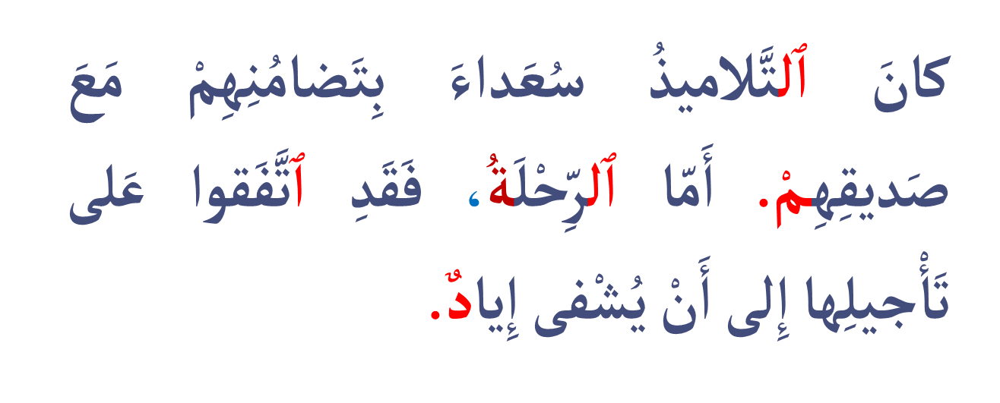 كانَ ٱلتَّلاميذُ سُعَداءَ بِتَضامُنِهِمْ مَعَ
صَديقِهِمْ. أَمّا ٱلرِّحْلَةُ، فَقَدِ ٱتَّفَقوا عَلى
تَأْجيلِها إِلى أَنْ يُشْفى إِيادٌ.